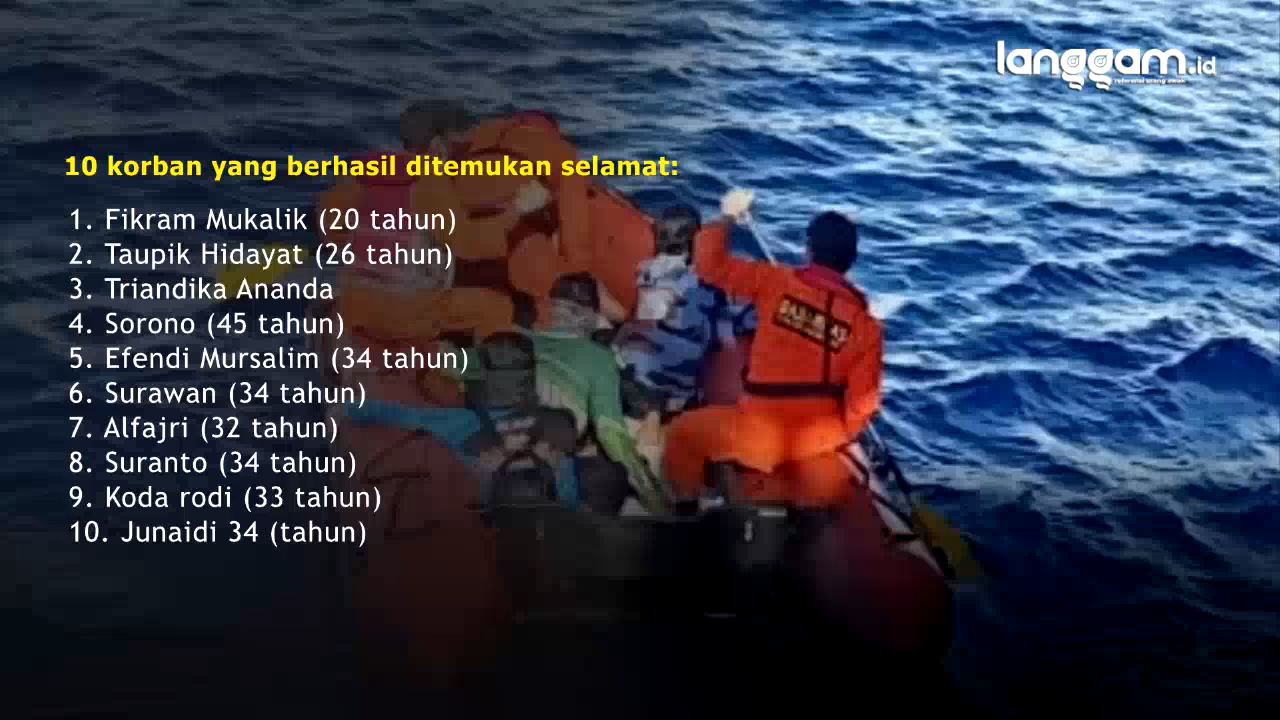 langgam.id
10 korban yang berhasil ditemukan selamat:
1. Fikram Mukalik (20 tahun)
2. Taupik Hidayat (26 tahun)
3. Triandika Ananda
4. Sorono (45 tahun)
5. Efendi Mursalim (34 tahun)
6. Surawan (34 tahun)
7. Alfajri (32 tahun)
8. Suranto (34 tahun)
9. Koda rodi (33 tahun)
10. Junaidi 34 (tahun)